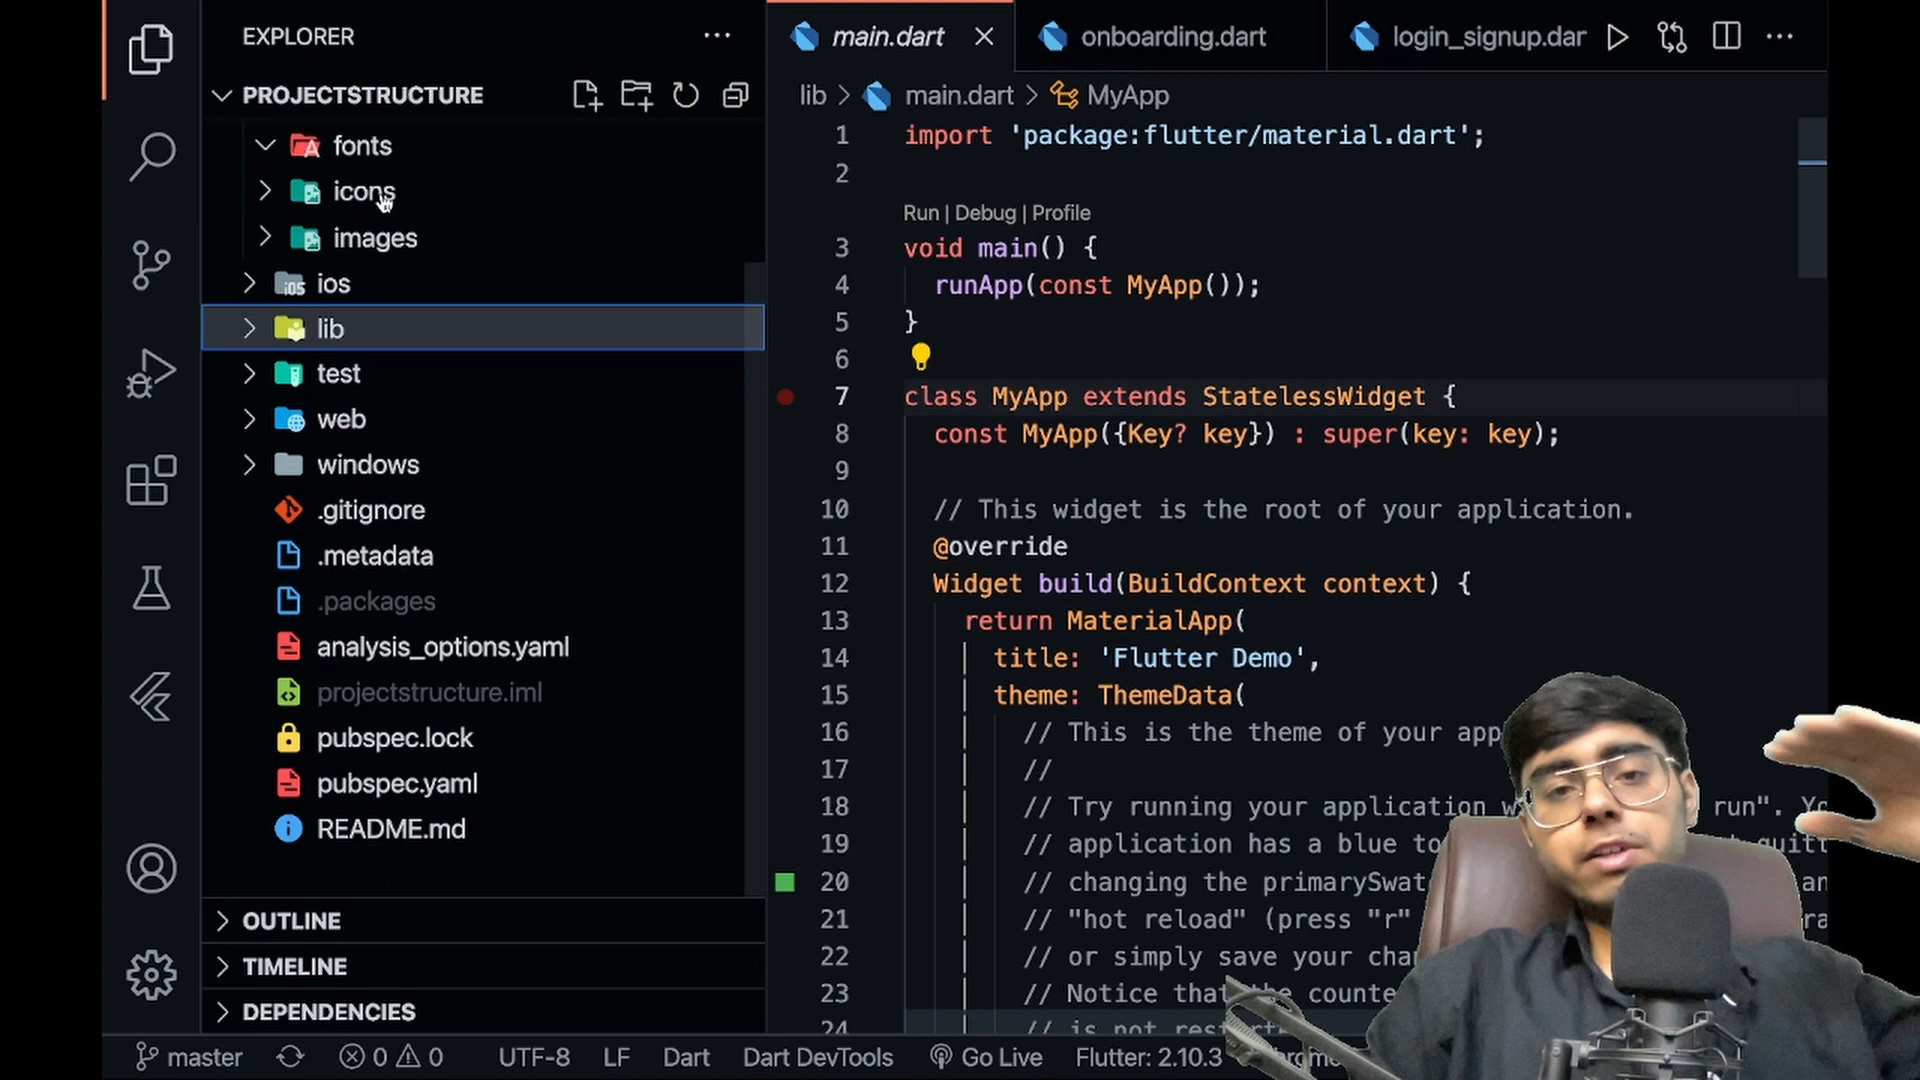 EXPLORER
PROJECTSTRUCTURE
fonts
icons
images
ios
lib
test
web
windows
.gitignore
.metadata
.packages
analysis_options.yaml
projectstructure.iml
pubspec.lock
pubspec.yaml
README.md
OUTLINE
TIMELINE
DEPENDENCIES
main.dart
onboarding.dart
login_signup.dar
lib > main.dart > MyApp
1 import 'package:flutter/material.dart';
2
Run | Debug | Profile
3 void main() {
4 runApp(const MyApp());
5 }
6
7 class MyApp extends StatelessWidget {
8 const MyApp({Key? key}) : super(key: key);
9
10 // This widget is the root of your application.
11 @override
12 Widget build(BuildContext context) {
13 return MaterialApp(
14 title: 'Flutter Demo',
15 theme: ThemeData(
16 // This is the theme of your app
17 //
18 // Try running your application run".
19 // application has a blue to
20 // changing the primarySwat
21 // "hot reload" (press "r"
22 // or simply save your cha
23 // Notice that the counte
24 // is not
master 0 0 UTF-8 LF Dart Dart DevTools Go Live Flutter: 2.10.3